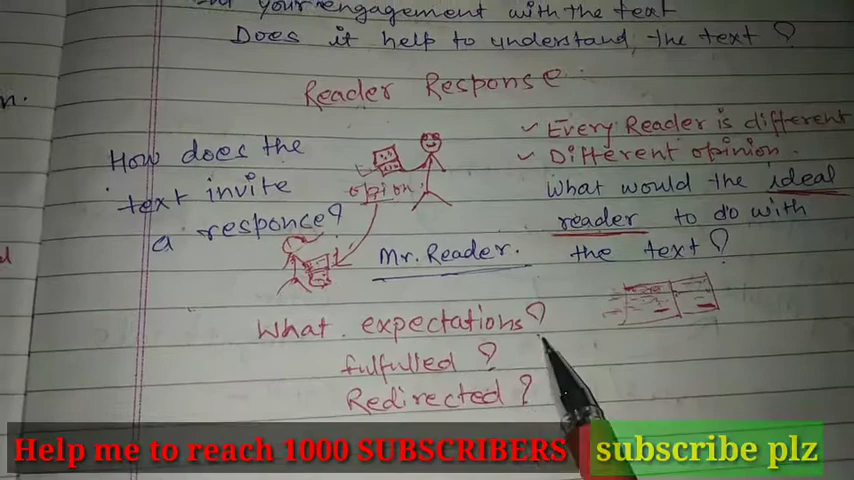 your engagement with the text
Does it help to understand, the text ?
n.
Reader Response
How does the
text invite
a response?
opion
Mr. Reader.
✓ Every Reader is different
✓ Different opinion.
what would the ideal
reader to do with
the text?
What expectations?
fulfulled ?
Redirected ?
Help me to reach 1000 SUBSCRIBERS
subscribe plz